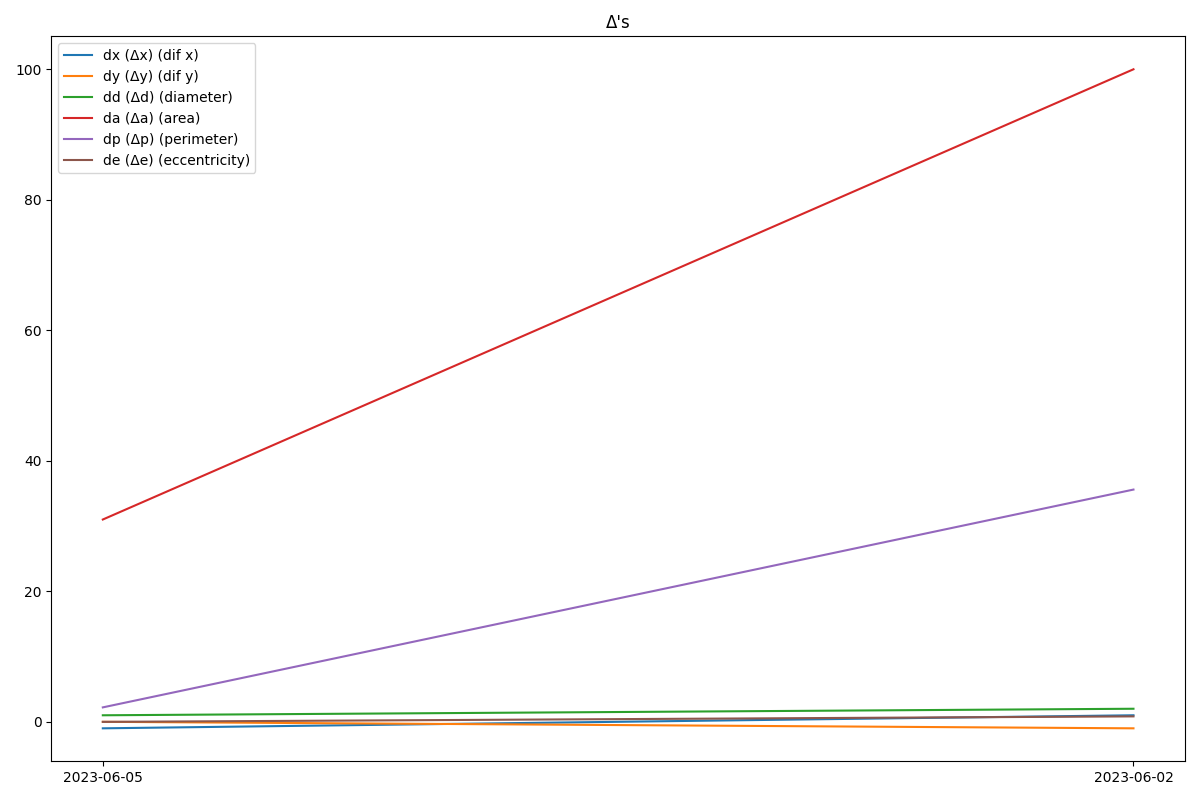 Δ's
dx (Δx) (dif x)
dy (Δy) (dif y)
dd (Δd) (diameter)
da (Δa) (area)
dp (Δp) (perimeter)
de (Δe) (eccentricity)
100
80
60
40
20
0
2023-06-05 2023-06-02